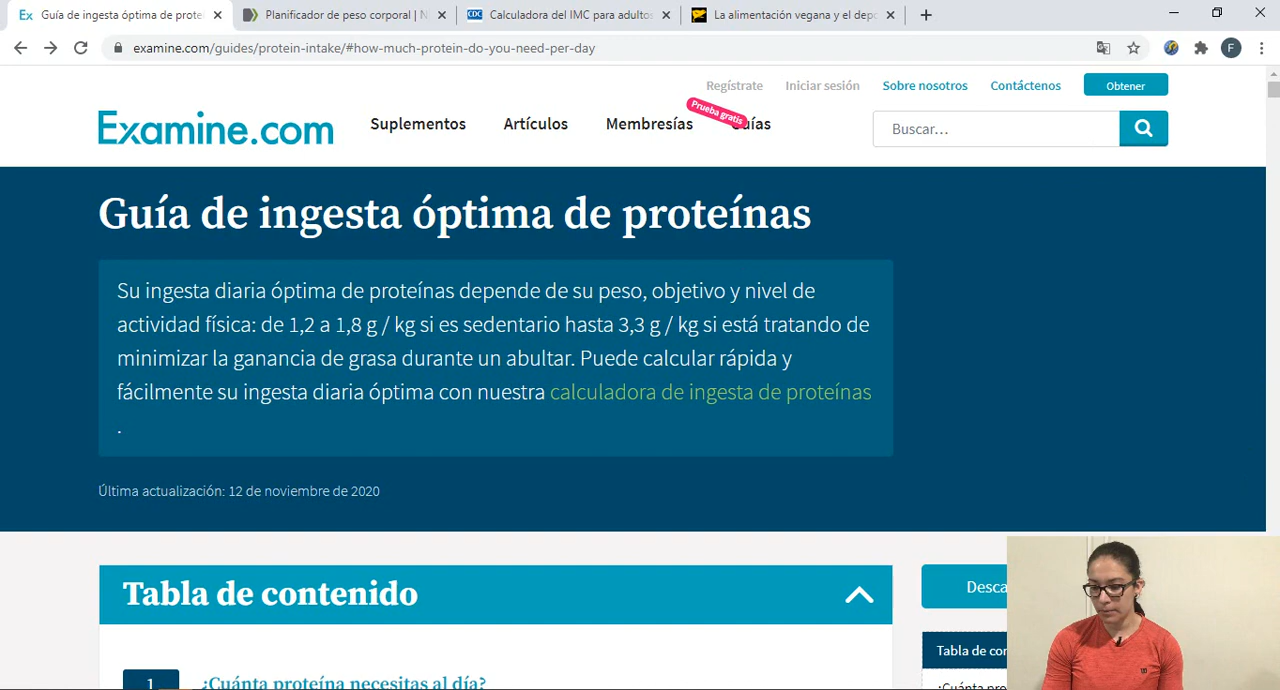 Ex Guía de ingesta óptima de prote
Planificador de peso corporal | N
CDC Calculadora del IMC para adultos
La alimentación vegana y el depo
examine.com/guides/protein-intake/#how-much-protein-do-you-need-per-day
F
Regístrate Iniciar sesión Sobre nosotros Contáctenos Obtener
Examine.com Suplementos Artículos Membresías Prueba gratis Guías
Buscar...
Guía de ingesta óptima de proteínas
Su ingesta diaria óptima de proteínas depende de su peso, objetivo y nivel de
actividad física: de 1,2 a 1,8 g / kg si es sedentario hasta 3,3 g / kg si está tratando de
minimizar la ganancia de grasa durante un abultar. Puede calcular rápida y
fácilmente su ingesta diaria óptima con nuestra calculadora de ingesta de proteínas
.
Última actualización: 12 de noviembre de 2020
Tabla de contenido
1 ¿Cuánta proteína necesitas al día?
Desca
Tabla de con
¿Cuánta pro